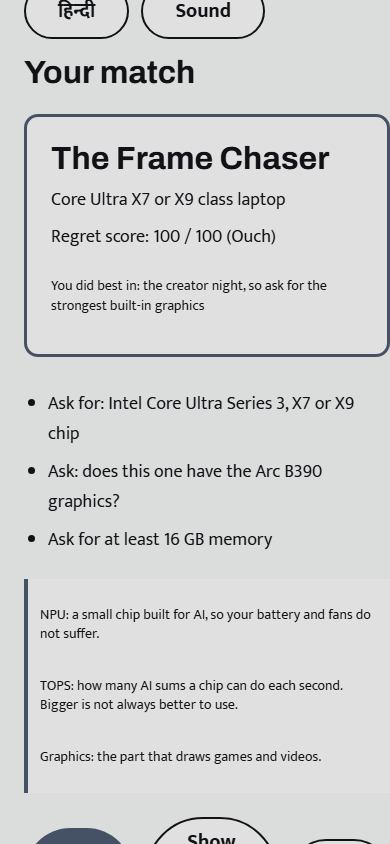 हिन्दी
Sound
Your match
The Frame Chaser
Core Ultra X7 or X9 class laptop
Regret score: 100 / 100 (Ouch)
You did best in: the creator night, so ask for the
strongest built-in graphics
Ask for: Intel Core Ultra Series 3, X7 or X9
chip
Ask: does this one have the Arc B390
graphics?
Ask for at least 16 GB memory
NPU: a small chip built for AI, so your battery and fans do
not suffer.
TOPS: how many AI sums a chip can do each second.
Bigger is not always better to use.
Graphics: the part that draws games and videos.
Show